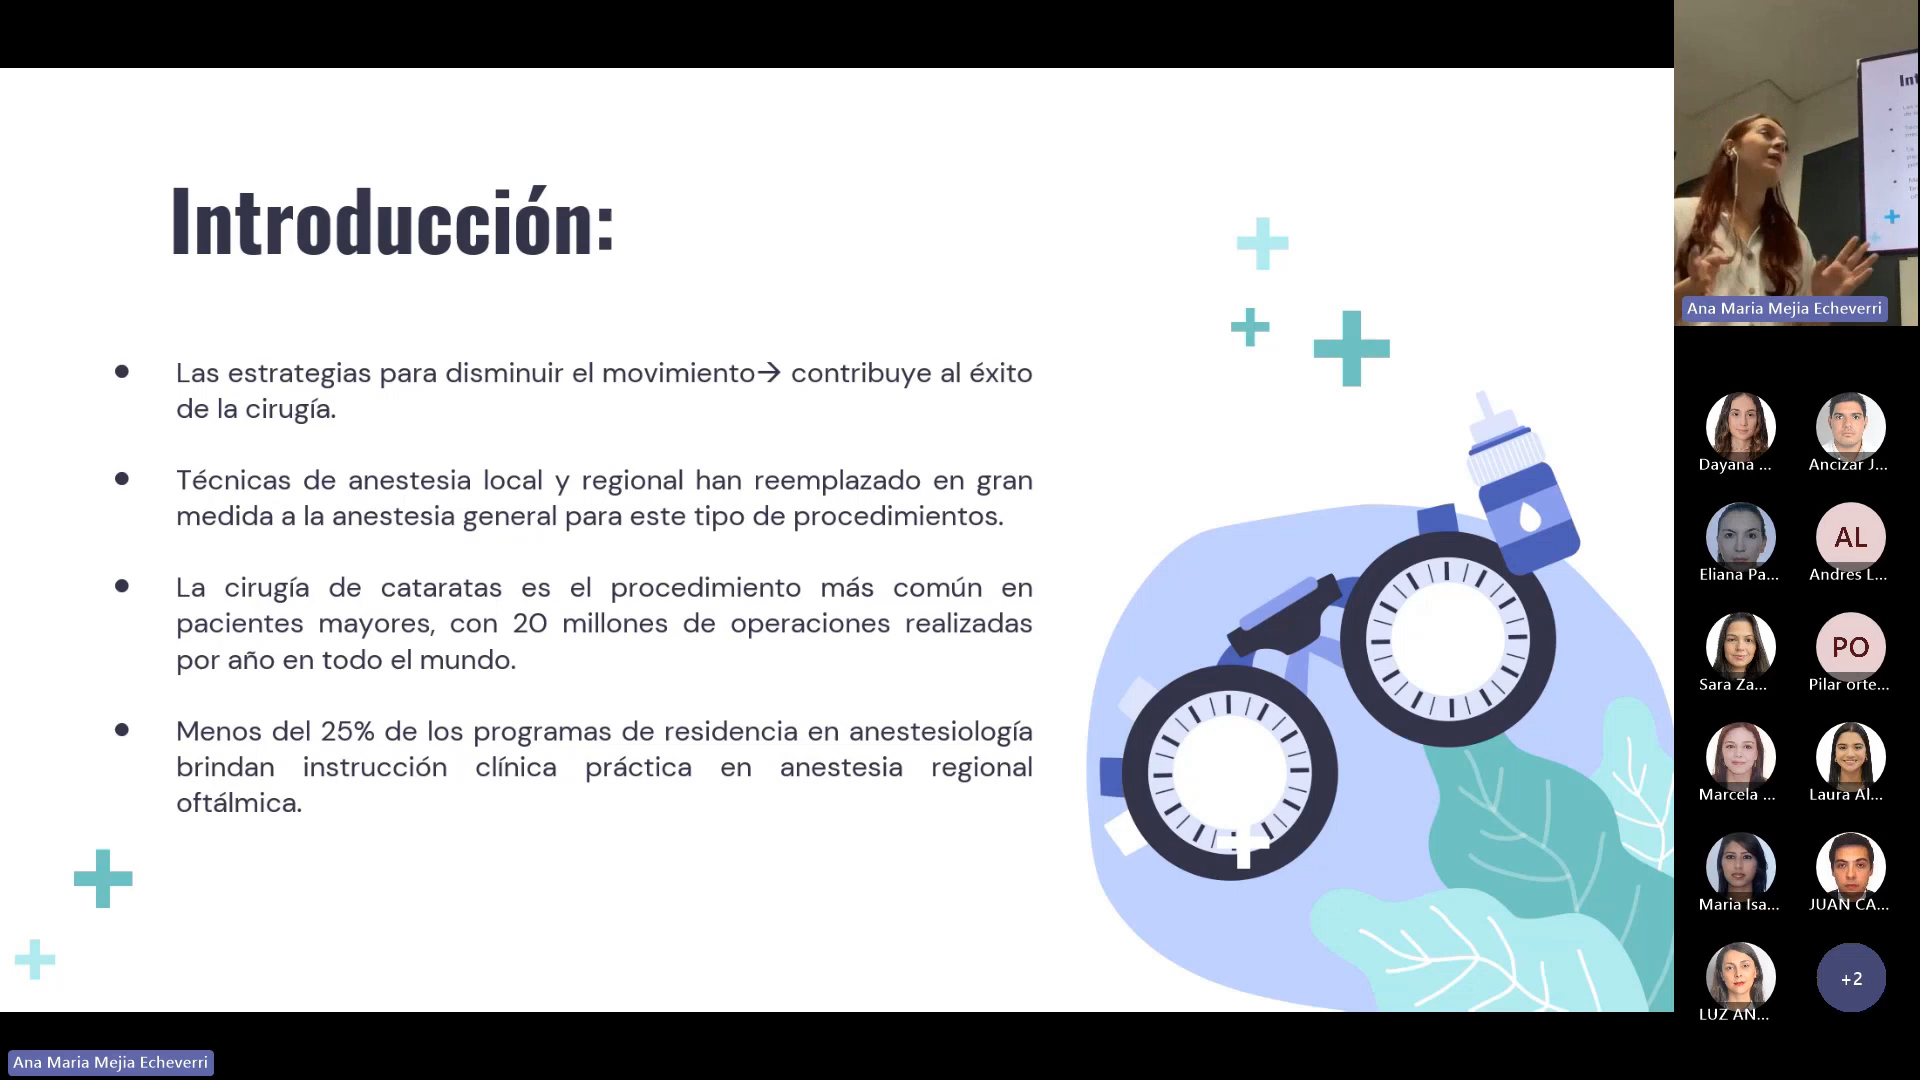 Introducción:
Las estrategias para disminuir el movimiento→ contribuye al éxito
de la cirugía.
Técnicas de anestesia local y regional han reemplazado en gran
medida a la anestesia general para este tipo de procedimientos.
La cirugía de cataratas es el procedimiento más común en
pacientes mayores, con 20 millones de operaciones realizadas
por año en todo el mundo.
Menos del 25% de los programas de residencia en anestesiología
brindan instrucción clínica práctica en anestesia regional
oftálmica.
Ana Maria Mejia Echeverri
Int
Ana Maria Mejia Echeverri
Dayana ...
Ancizar J...
Eliana Pa...
AL
Andres L...
Sara Za...
PO
Pilar orte...
Marcela ...
Laura Al...
Maria Isa...
JUAN CA...
LUZ AN...
+2